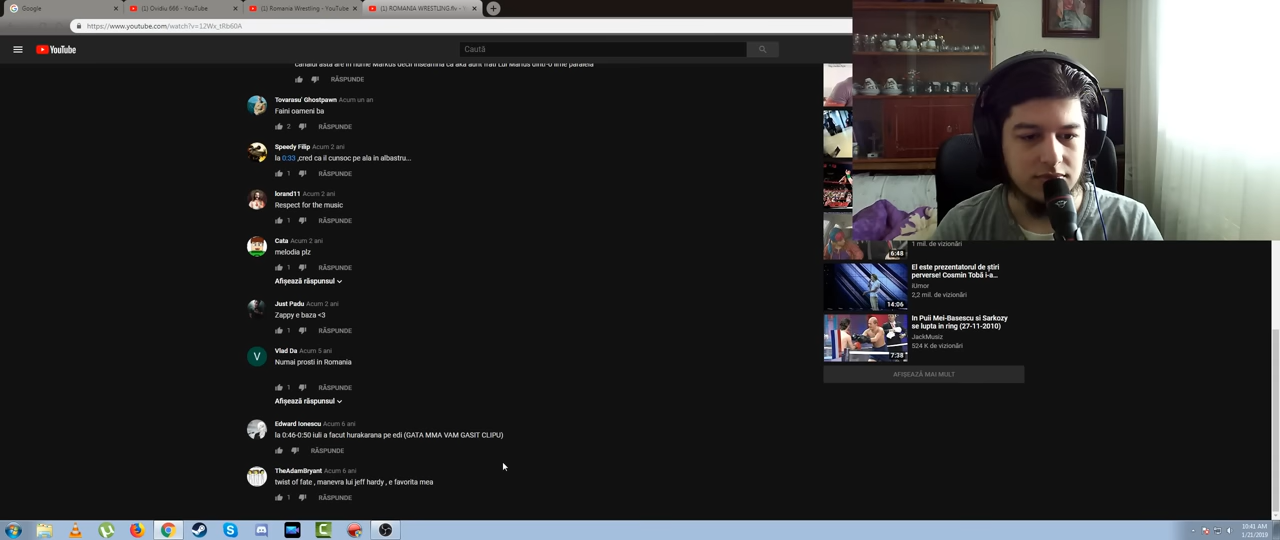 Google
(1) Ovidiu 666 - YouTube
(1) Romania Wrestling - YouTube
(1) ROMANIA WRESTLING.flv - Y
https://www.youtube.com/watch?v=12Wx_tRb60A
YouTube
Caută
canalul asta are in nume Markus deci inseamna ca aka sunt frati Lui Marius dintr-o lume paralela
RĂSPUNDE
Tovarasu' Ghostpawn Acum un an
Faini oameni ba
2 RĂSPUNDE
Speedy Filip Acum 2 ani
la 0:33 ,cred ca il cunsoc pe ala in albastru...
1 RĂSPUNDE
lorand11 Acum 2 ani
Respect for the music
1 RĂSPUNDE
Cata Acum 2 ani
melodia plz
1 RĂSPUNDE
Afișează răspunsul
Just Padu Acum 2 ani
Zappy e baza <3
1 RĂSPUNDE
V
Vlad Da Acum 5 ani
Numai prosti in Romania
1 RĂSPUNDE
Afișează răspunsul
Edward Ionescu Acum 6 ani
la 0:46-0:50 iuli a facut hurakarana pe edi (GATA MMA VAM GASIT CLIPU)
RĂSPUNDE
TheAdamBryant Acum 6 ani
twist of fate , manevra lui jeff hardy , e favorita mea
1 RĂSPUNDE
1 mil. de vizionări
6:48
El este prezentatorul de știri
perverse! Cosmin Tobă i-a...
iUmor
2,2 mil. de vizionări
14:06
In Puii Mei-Basescu si Sarkozy
se lupta in ring (27-11-2010)
JackMusiz
524 K de vizionări
7:38
AFIȘEAZĂ MAI MULT
10:41 AM
1/21/2019